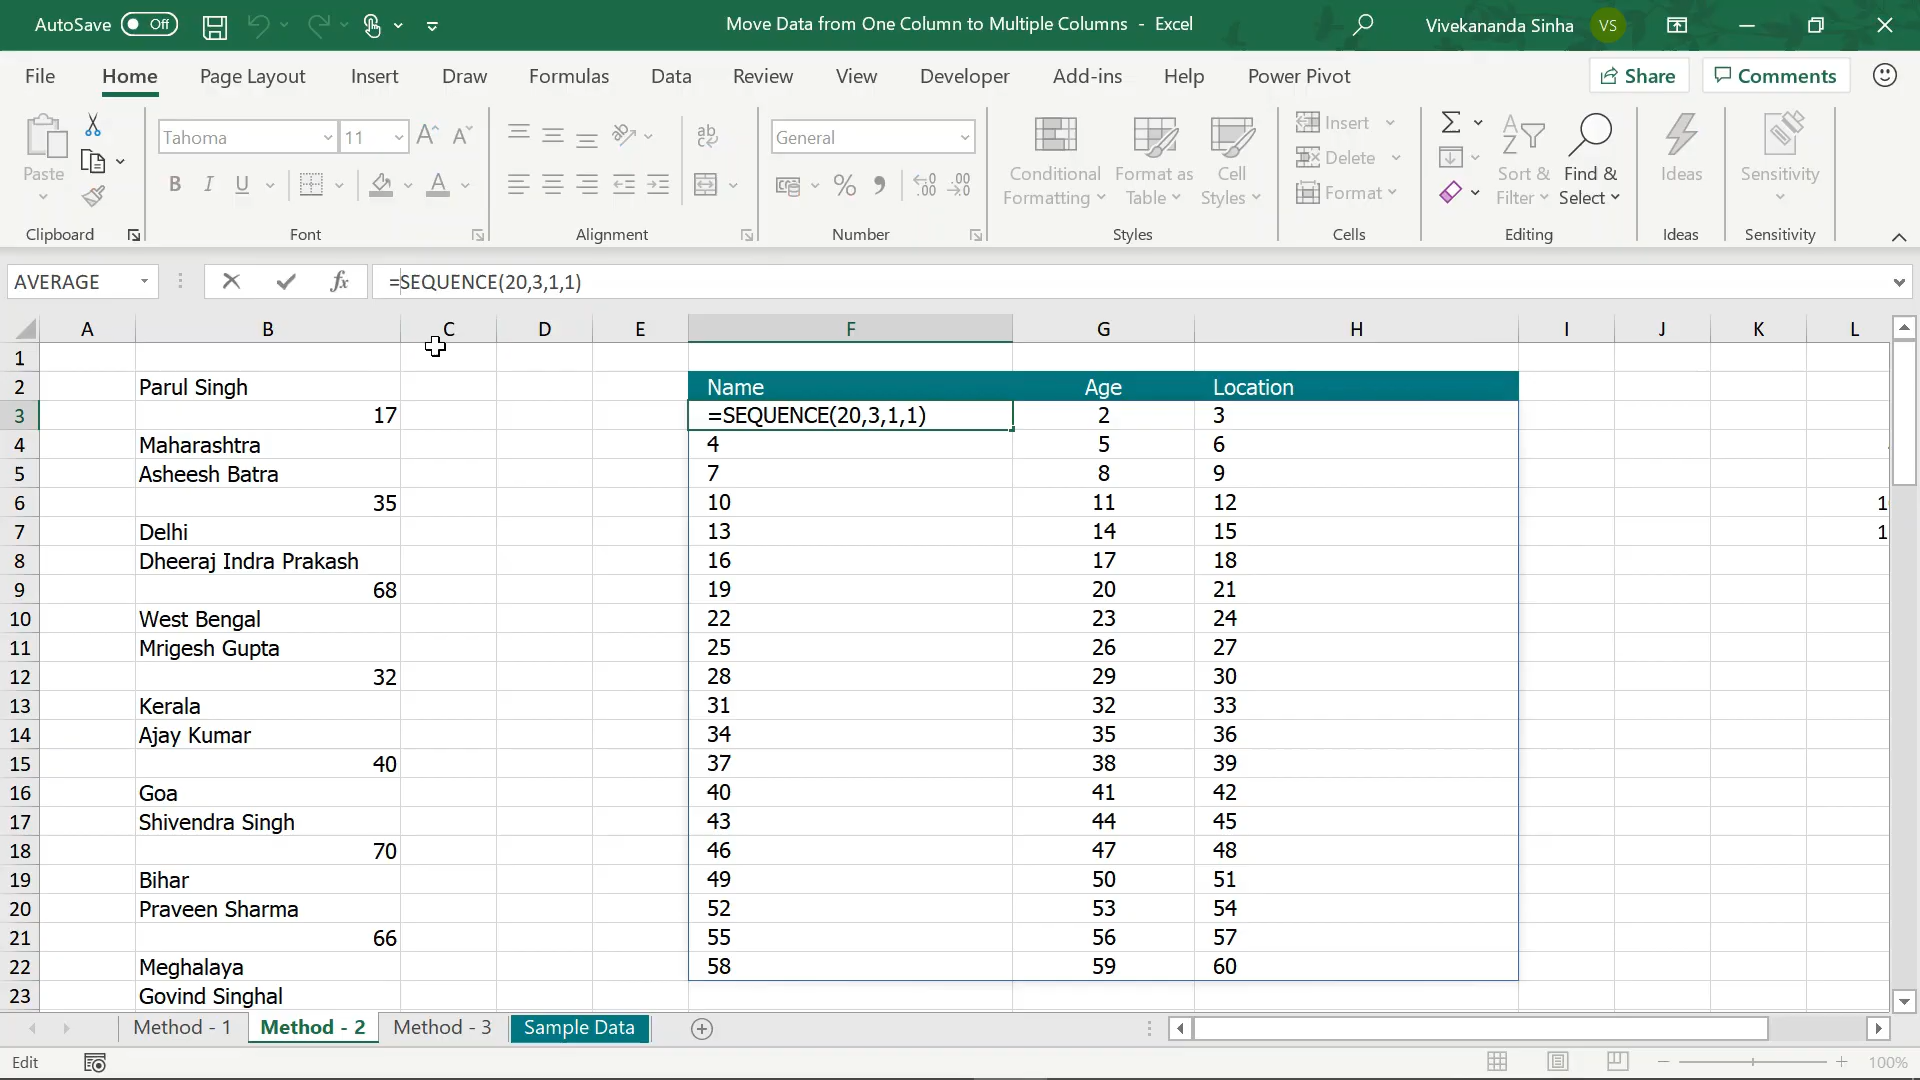 AutoSave Off Move Data from One Column to Multiple Columns - Excel Vivekananda Sinha VS
File Home Page Layout Insert Draw Formulas Data Review View Developer Add-ins Help Power Pivot Share Comments
Paste
Clipboard
Tahoma 11
B I U A
Font
ab
Alignment
General
%
Number
Conditional Formatting
Format as Table
Cell Styles
Styles
Insert
Delete
Format
Cells
Sort & Filter
Find & Select
Editing
Ideas
Ideas
Sensitivity
Sensitivity
AVERAGE fx =SEQUENCE(20,3,1,1)
A B C D E F G H I J K L
1
2 Parul Singh Name Age Location
3 17 =SEQUENCE(20,3,1,1) 2 3
4 Maharashtra 4 5 6
5 Asheesh Batra 7 8 9
6 35 10 11 12 1
7 Delhi 13 14 15 1
8 Dheeraj Indra Prakash 16 17 18
9 68 19 20 21
10 West Bengal 22 23 24
11 Mrigesh Gupta 25 26 27
12 32 28 29 30
13 Kerala 31 32 33
14 Ajay Kumar 34 35 36
15 40 37 38 39
16 Goa 40 41 42
17 Shivendra Singh 43 44 45
18 70 46 47 48
19 Bihar 49 50 51
20 Praveen Sharma 52 53 54
21 66 55 56 57
22 Meghalaya 58 59 60
23 Govind Singhal
Method - 1 Method - 2 Method - 3 Sample Data
Edit 100%